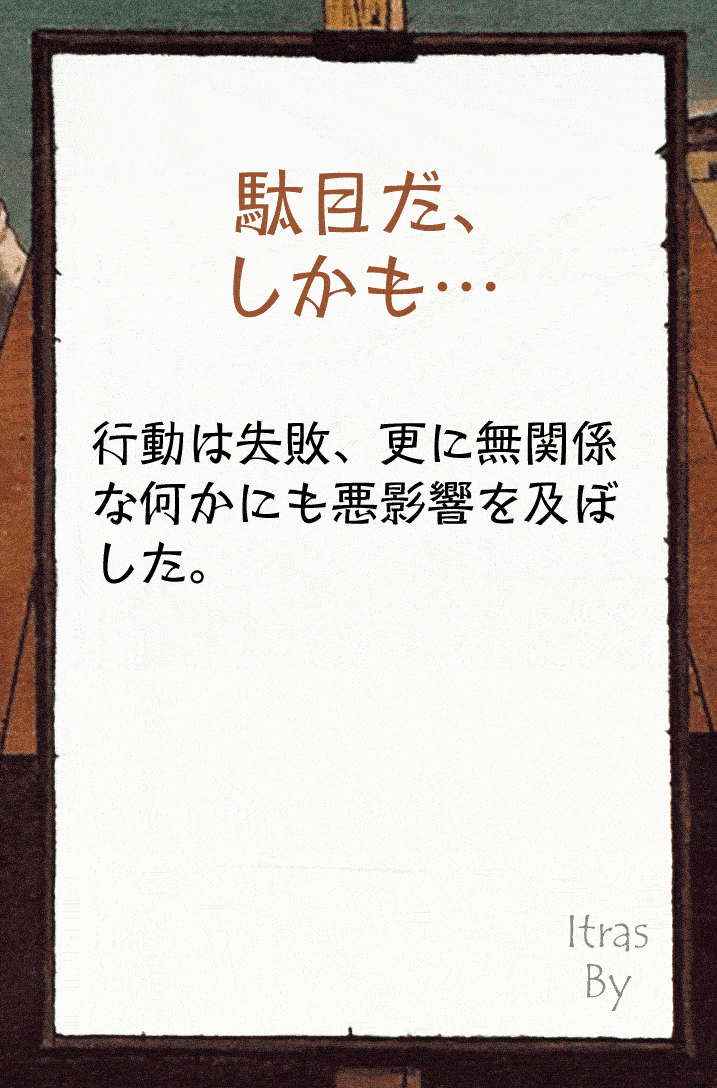 駄目だ、
しかも…
行動は失敗、更に無関係
な何かにも悪影響を及ぼ
した。
Itras
By